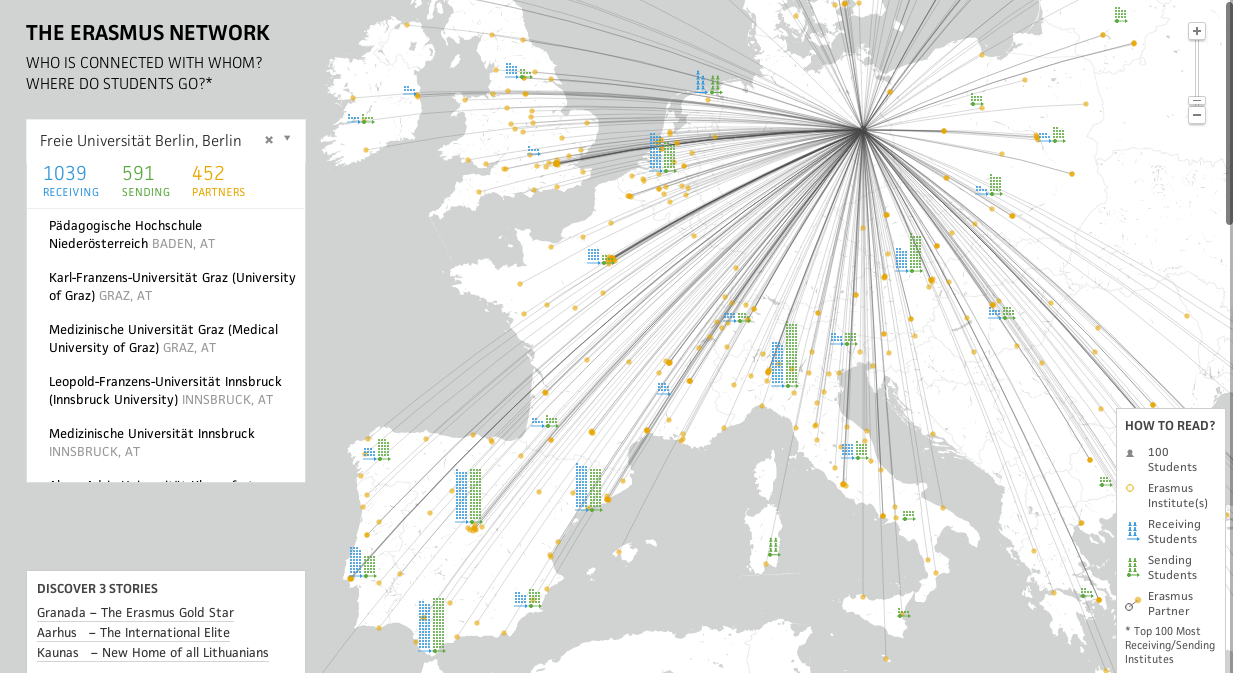 THE ERASMUS NETWORK
WHO IS CONNECTED WITH WHOM?
WHERE DO STUDENTS GO?*
Freie Universität Berlin, Berlin
1039 591 452
RECEIVING SENDING PARTNERS
Pädagogische Hochschule
Niederösterreich BADEN, AT
Karl-Franzens-Universität Graz (University
of Graz) GRAZ, AT
Medizinische Universität Graz (Medical
University of Graz) GRAZ, AT
Leopold-Franzens-Universität Innsbruck
(Innsbruck University) INNSBRUCK, AT
Medizinische Universität Innsbruck
INNSBRUCK, AT
DISCOVER 3 STORIES
Granada – The Erasmus Gold Star
Aarhus – The International Elite
Kaunas – New Home of all Lithuanians
HOW TO READ?
100
Students
Erasmus
Institute(s)
Receiving
Students
Sending
Students
Erasmus
Partner
* Top 100 Most
Receiving/Sending
Institutes